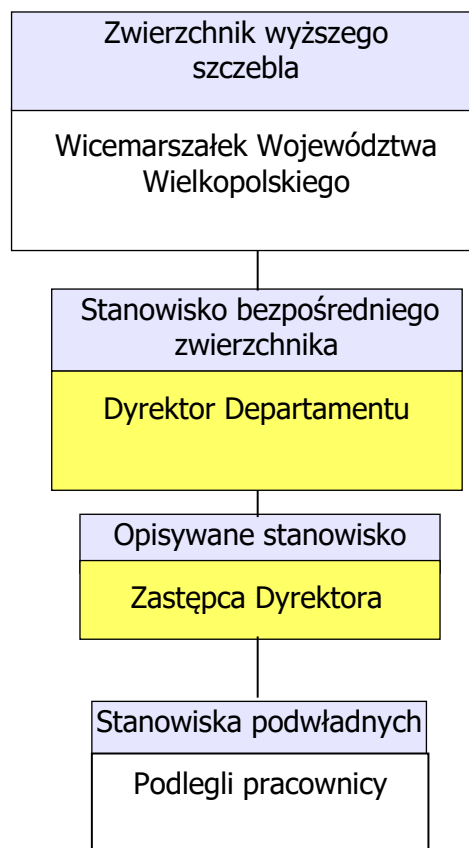 Zwierzchnik wyższego
szczebla
Wicemarszałek Województwa
Wielkopolskiego
Stanowisko bezpośredniego
zwierzchnika
Dyrektor Departamentu
Opisywane stanowisko
Zastępca Dyrektora
Stanowiska podwładnych
Podlegli pracownicy